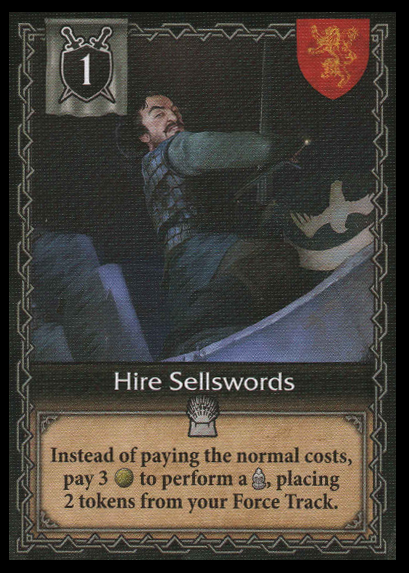 1
Hire Sellswords
Instead of paying the normal costs,
pay 3 to perform a , placing
2 tokens from your Force Track.